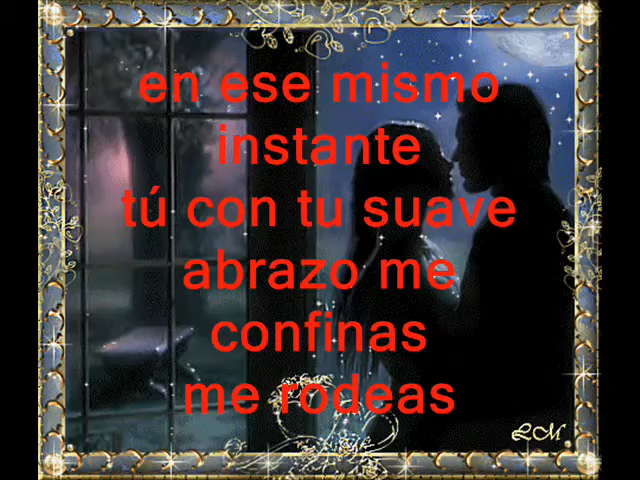 en ese mismo
instante
tú con tu suave
abrazo me
confinas
me rodeas
LM